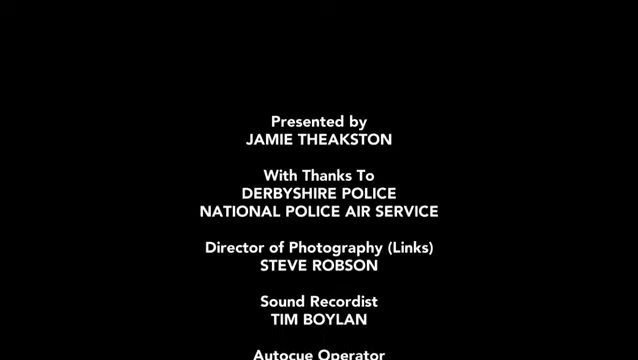 Presented by
JAMIE THEAKSTON
With Thanks To
DERBYSHIRE POLICE
NATIONAL POLICE AIR SERVICE
Director of Photography (Links)
STEVE ROBSON
Sound Recordist
TIM BOYLAN
Autocue Operator